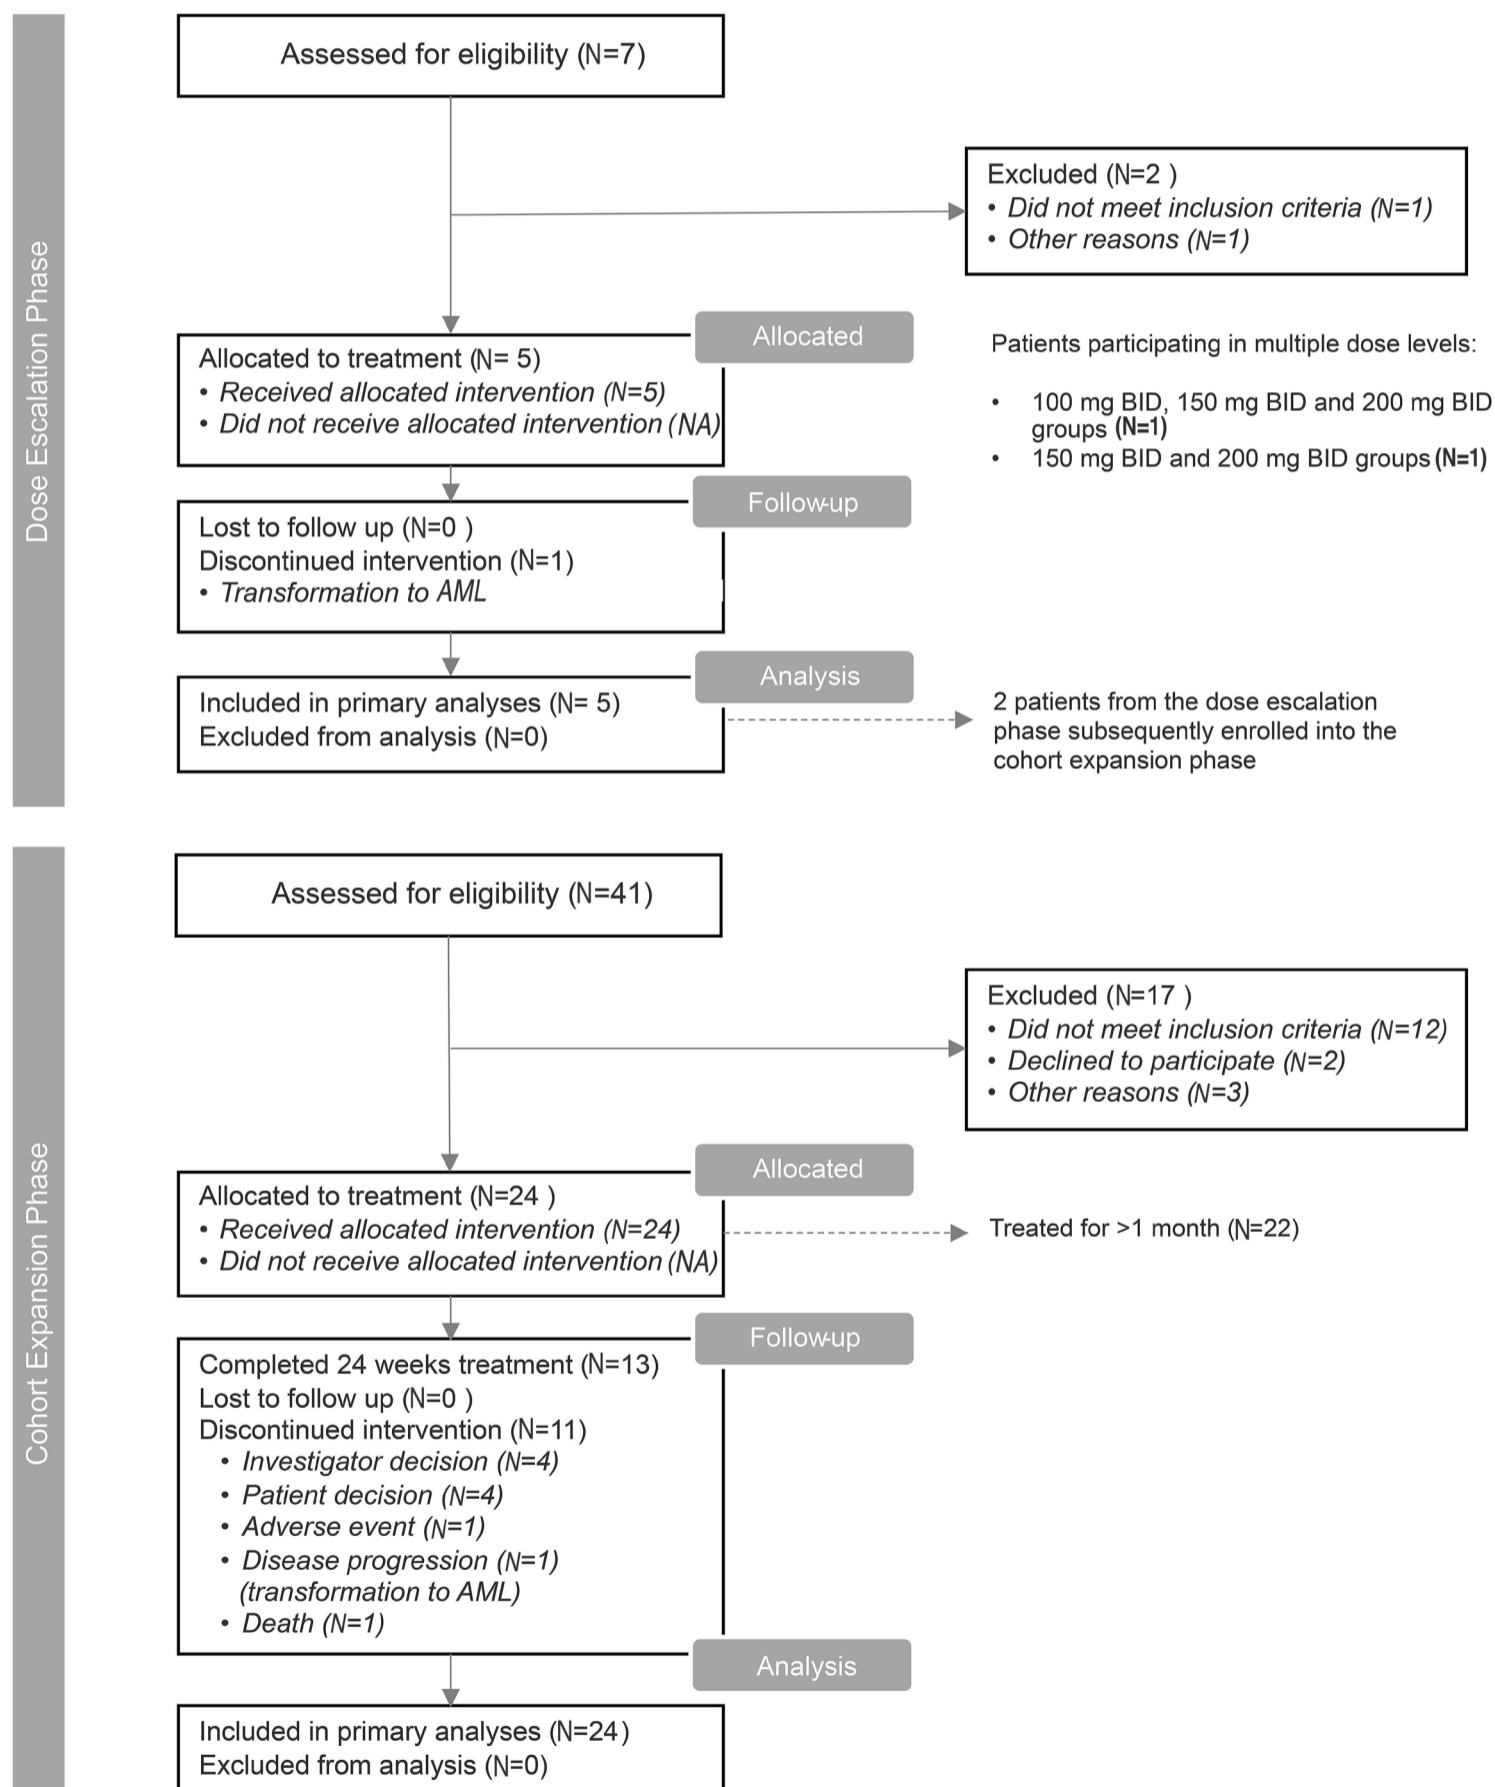 Dose Escalation Phase
Assessed for eligibility (N=7)
Excluded (N=2 )
• Did not meet inclusion criteria (N=1)
• Other reasons (N=1)
Allocated
Allocated to treatment (N= 5)
• Received allocated intervention (N=5)
• Did not receive allocated intervention (NA)
Patients participating in multiple dose levels:
• 100 mg BID, 150 mg BID and 200 mg BID
groups (N=1)
• 150 mg BID and 200 mg BID groups (N=1)
Follow-up
Lost to follow up (N=0 )
Discontinued intervention (N=1)
• Transformation to AML
Analysis
Included in primary analyses (N= 5)
Excluded from analysis (N=0)
2 patients from the dose escalation
phase subsequently enrolled into the
cohort expansion phase
Cohort Expansion Phase
Assessed for eligibility (N=41)
Excluded (N=17 )
• Did not meet inclusion criteria (N=12)
• Declined to participate (N=2)
• Other reasons (N=3)
Allocated
Allocated to treatment (N=24 )
• Received allocated intervention (N=24)
• Did not receive allocated intervention (NA)
Treated for >1 month (N=22)
Follow-up
Completed 24 weeks treatment (N=13)
Lost to follow up (N=0 )
Discontinued intervention (N=11)
• Investigator decision (N=4)
• Patient decision (N=4)
• Adverse event (N=1)
• Disease progression (N=1)
(transformation to AML)
• Death (N=1)
Analysis
Included in primary analyses (N=24)
Excluded from analysis (N=0)